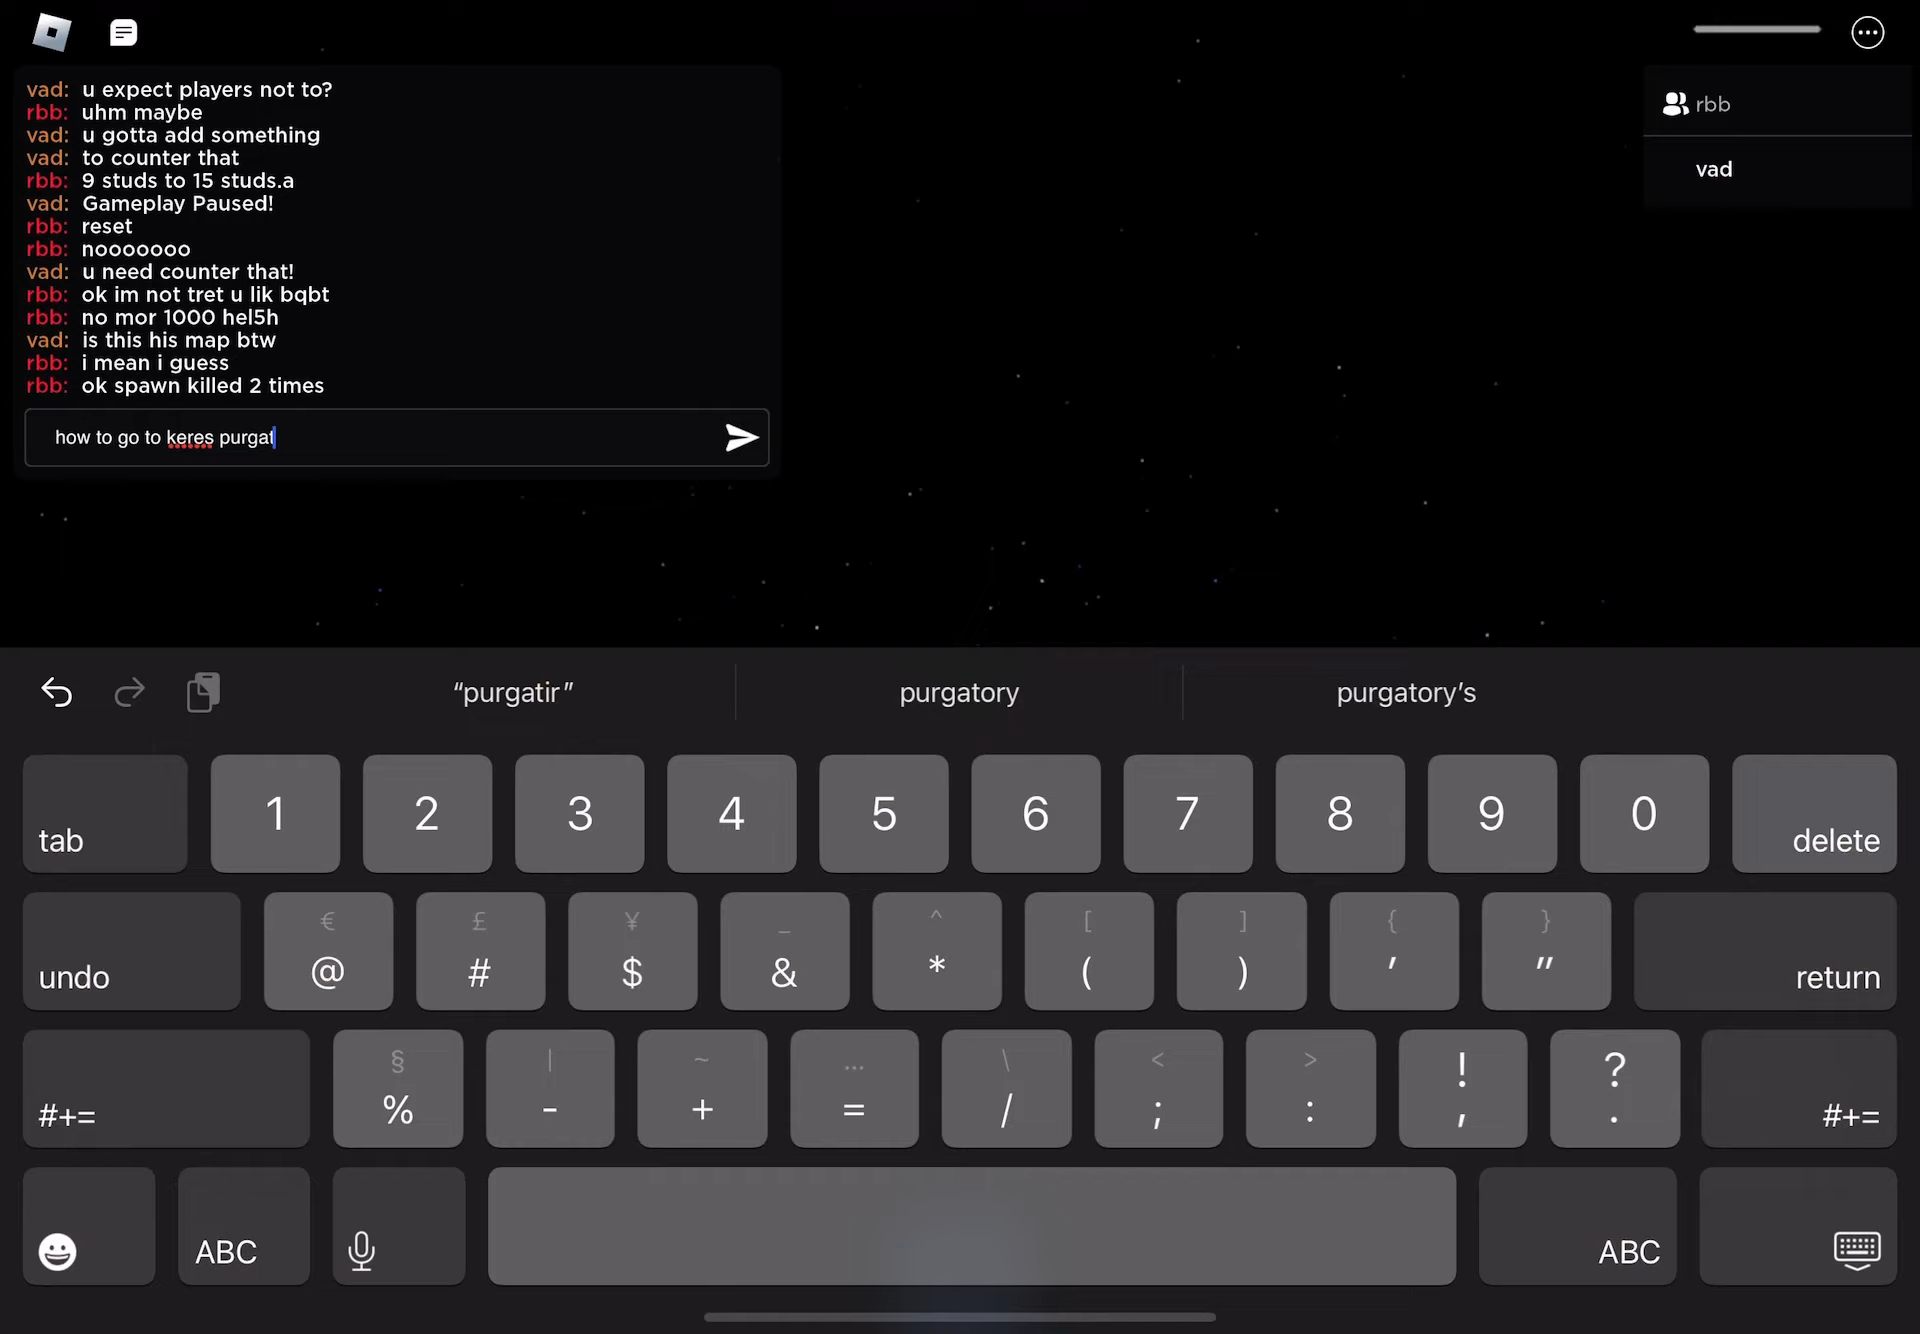 vad: u expect players not to?
rbb: uhm maybe
vad: u gotta add something
vad: to counter that
rbb: 9 studs to 15 studs.a
vad: Gameplay Paused!
rbb: reset
rbb: nooooooo
vad: u need counter that!
rbb: ok im not tret u lik bqbt
rbb: no mor 1000 hel5h
vad: is this his map btw
rbb: i mean i guess
rbb: ok spawn killed 2 times
how to go to keres purgat
rbb
vad
“purgatir” purgatory purgatory’s
tab 1 2 3 4 5 6 7 8 9 0 delete
€ £ ¥ _ ^ [ ] { }
undo @ # $ & * ( ) ' " return
§ | ~ … \ < > ! ?
#+= % - + = / ; : , . #+=
ABC ABC